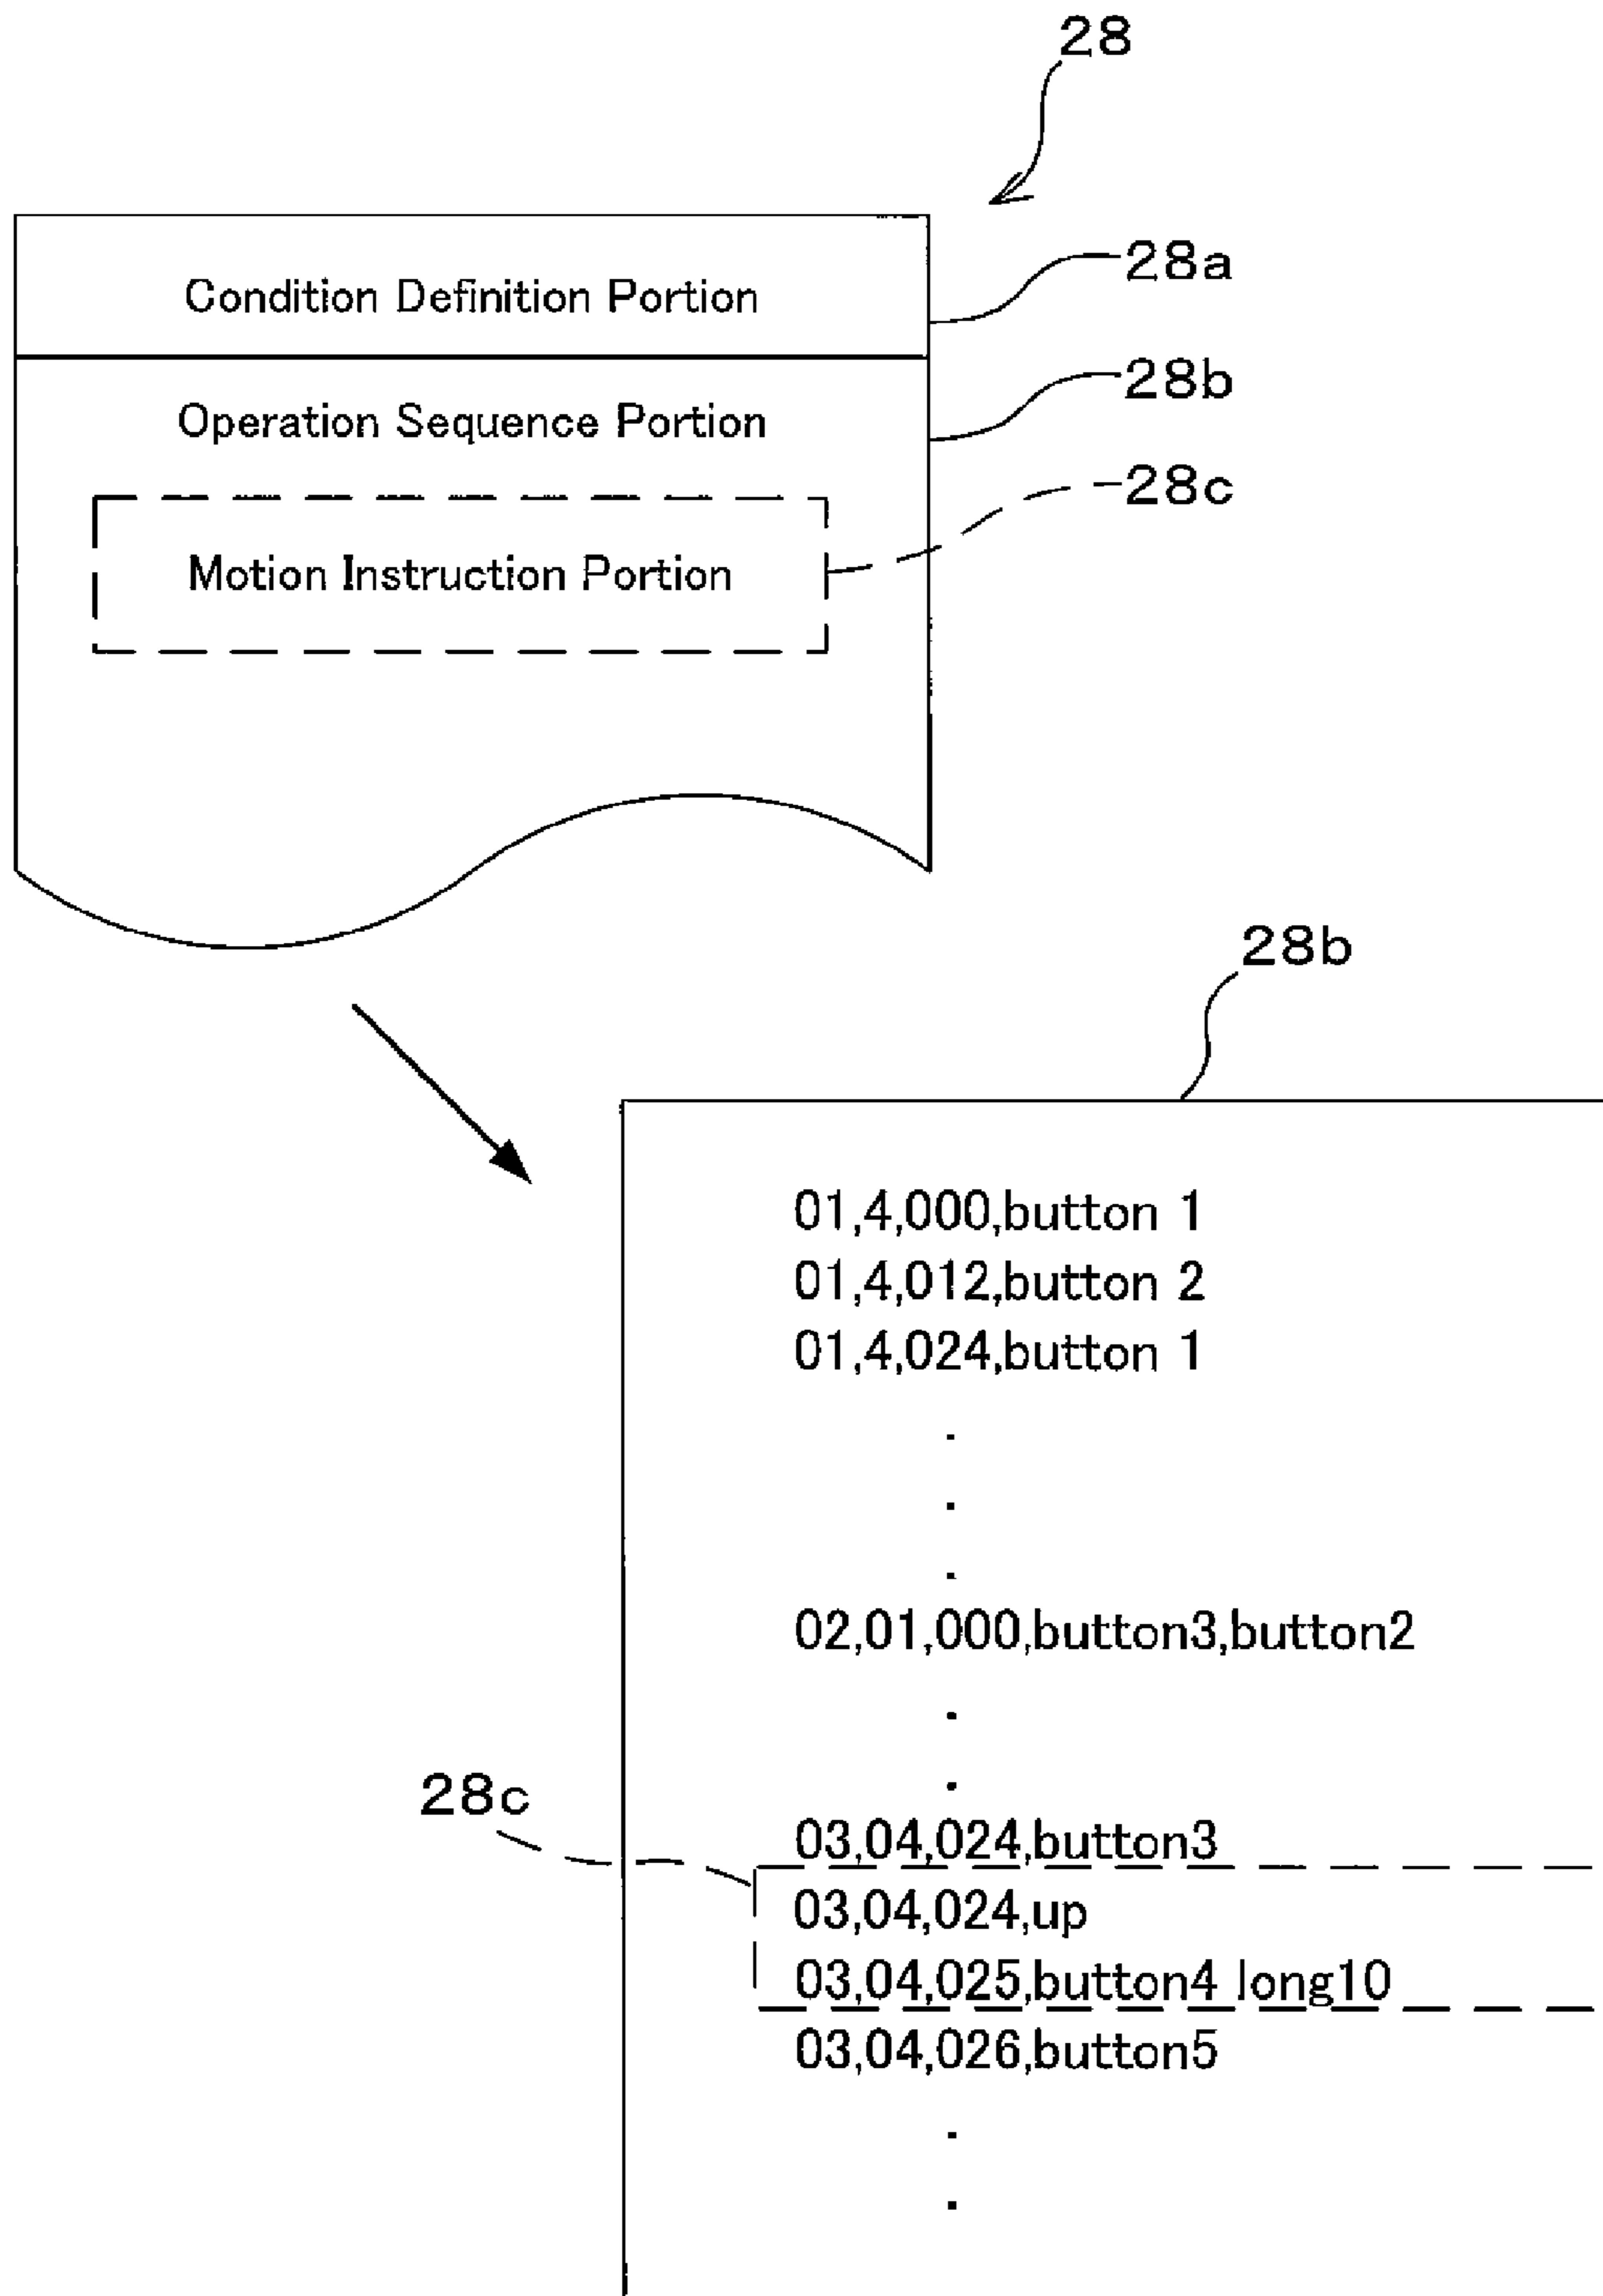 28
28a
Condition Definition Portion
28b
Operation Sequence Portion
28c
Motion Instruction Portion
28b
01,4,000,button 1
01,4,012,button 2
01,4,024,button 1
.
.
.
02,01,000,button3,button2
.
.
28c
03,04,024,button3
03,04,024,up
03,04,025,button4 long10
03,04,026,button5
.
.